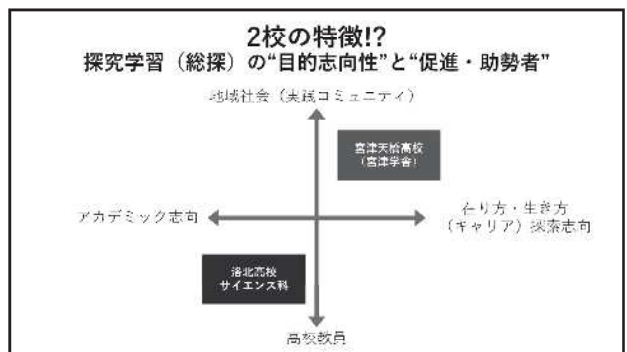 2校の特徴!?
探究学習（総探）の“目的志向性”と“促進・助勢者”
地域社会（実践コミュニティ）
宮津天橋高校
（宮津学舎）
アカデミック志向
在り方・生き方
（キャリア）探索志向
洛北高校
サイエンス科
高校教員